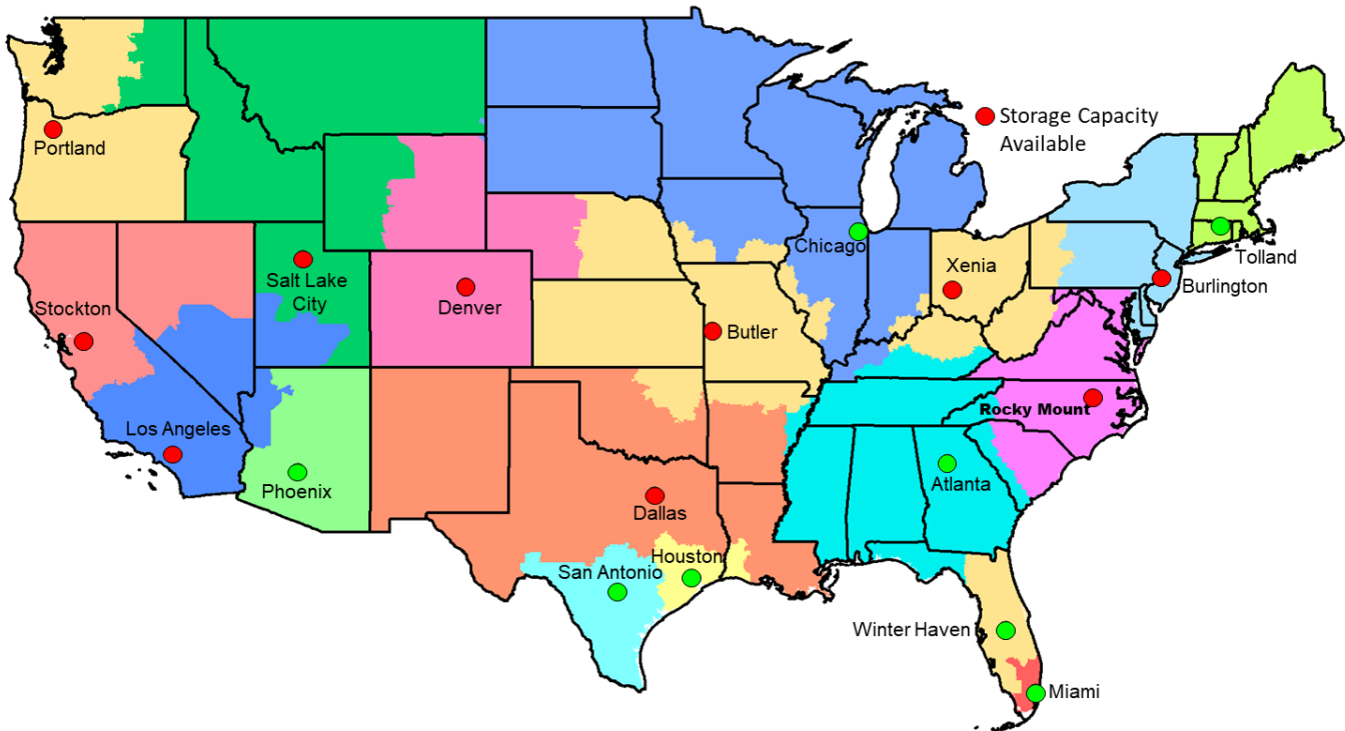 Storage Capacity
Available
Portland
Chicago
Tolland
Salt Lake
City
Xenia
Burlington
Stockton
Denver
Butler
Los Angeles
Rocky Mount
Phoenix
Atlanta
Dallas
Houston
San Antonio
Winter Haven
Miami